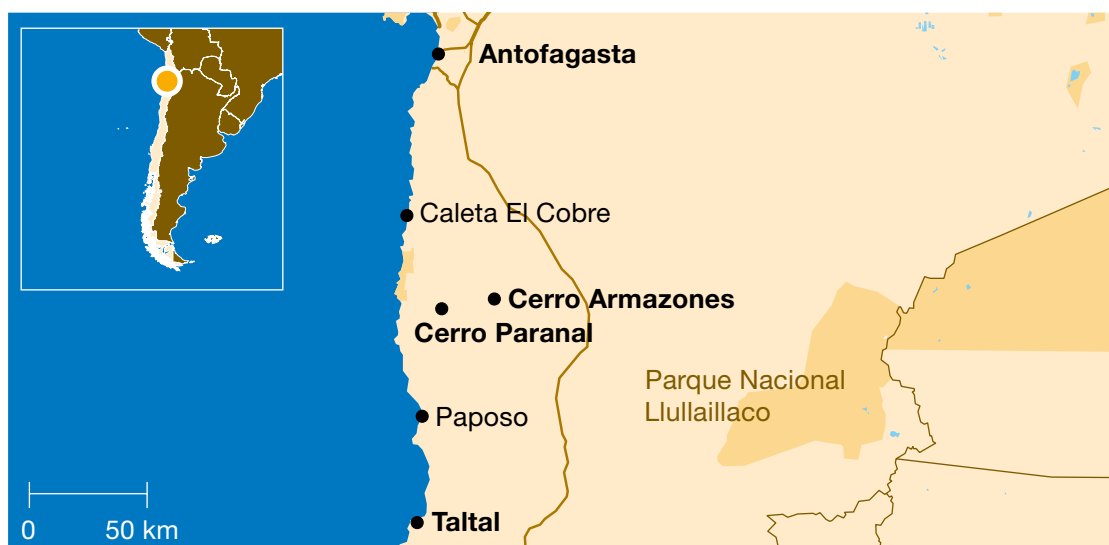 Antofagasta
Caleta El Cobre
Cerro Armazones
Cerro Paranal
Parque Nacional
Llullaillaco
Paposo
Taltal
0 50 km